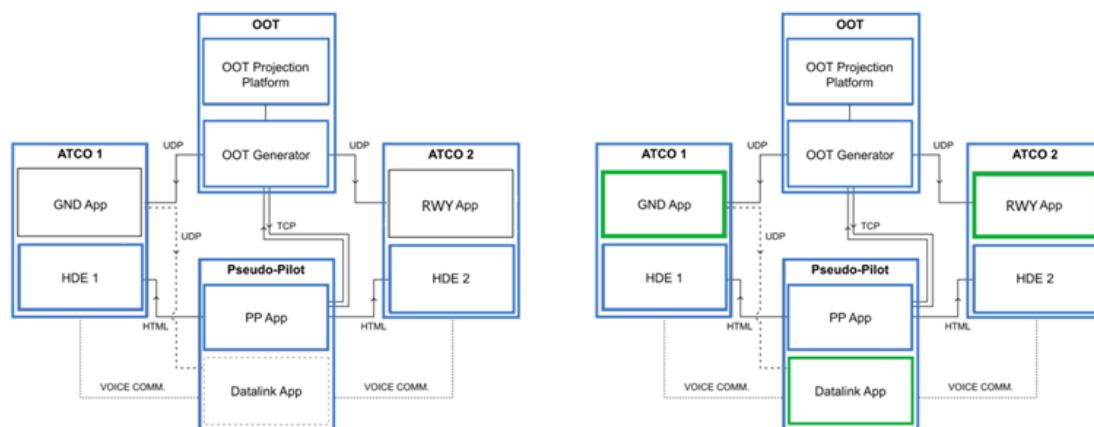 OOT
OOT Projection
Platform
OOT Generator
UDP
UDP
ATCO 1
GND App
HDE 1
ATCO 2
RWY App
HDE 2
UDP
TCP
Pseudo-Pilot
PP App
Datalink App
HTML
HTML
VOICE COMM.
VOICE COMM.
OOT
OOT Projection
Platform
OOT Generator
UDP
UDP
ATCO 1
GND App
HDE 1
ATCO 2
RWY App
HDE 2
UDP
TCP
Pseudo-Pilot
PP App
Datalink App
HTML
HTML
VOICE COMM.
VOICE COMM.